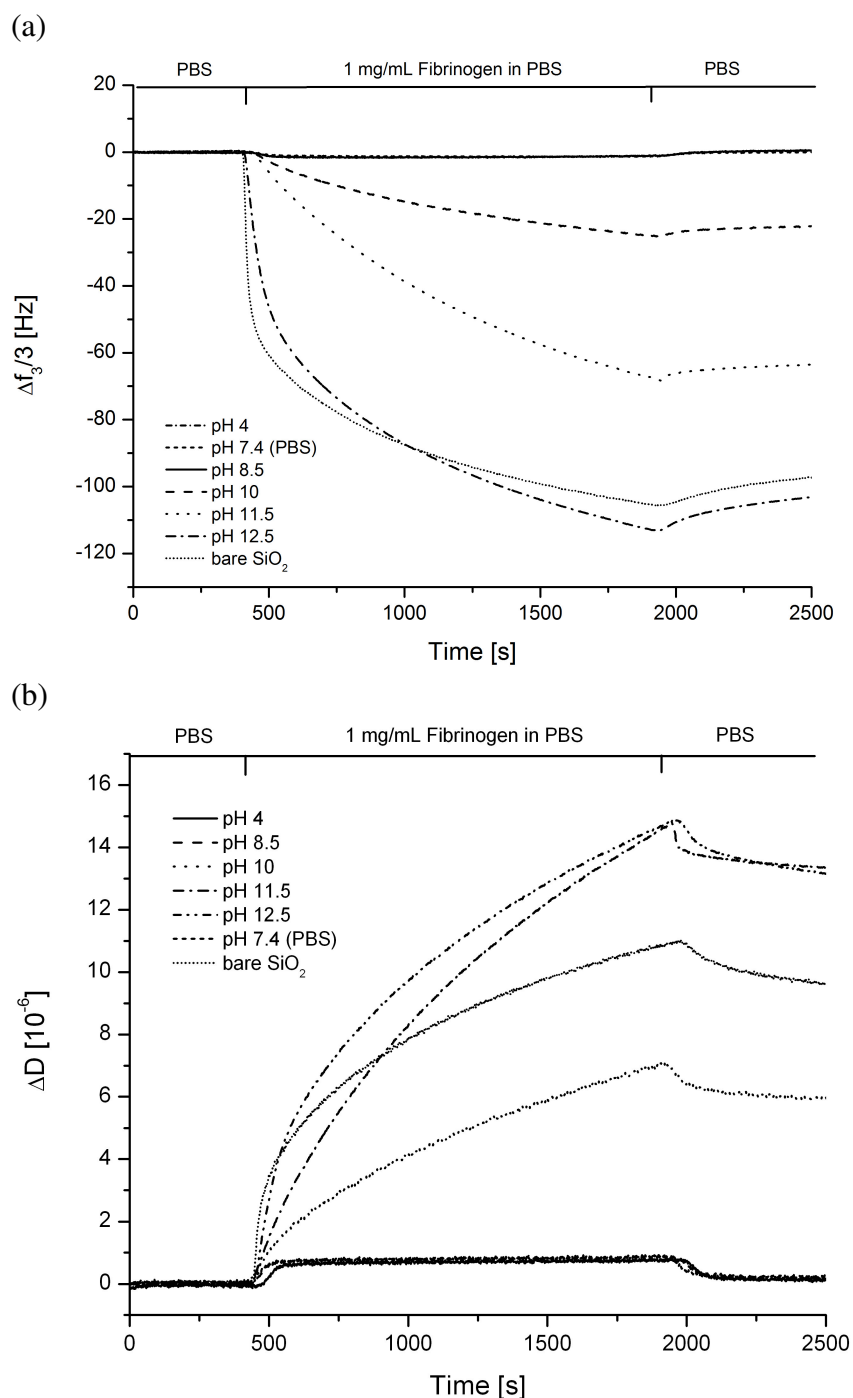 (a)
PBS 1 mg/mL Fibrinogen in PBS PBS
20
0
-20
-40
-60
-80
-100
-120
Δf₃/3 [Hz]
pH 4
pH 7.4 (PBS)
pH 8.5
pH 10
pH 11.5
pH 12.5
bare SiO₂
0 500 1000 1500 2000 2500
Time [s]
(b)
PBS 1 mg/mL Fibrinogen in PBS PBS
16
14
12
10
8
6
4
2
0
ΔD [10⁻⁶]
pH 4
pH 8.5
pH 10
pH 11.5
pH 12.5
pH 7.4 (PBS)
bare SiO₂
0 500 1000 1500 2000 2500
Time [s]